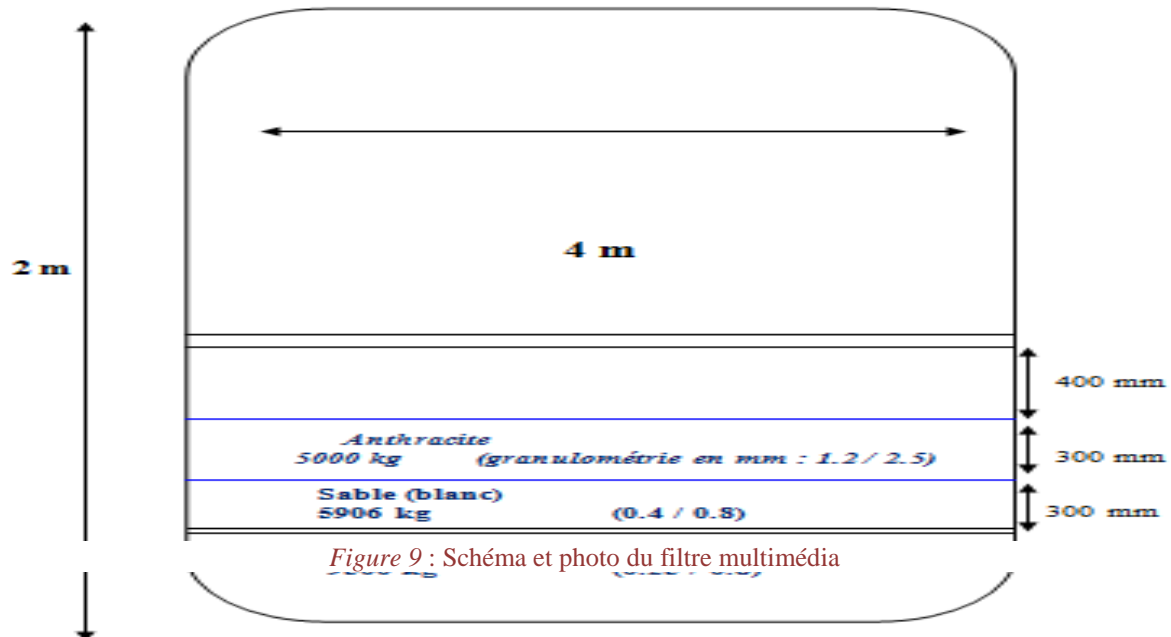 2 m
4 m
400 mm
Anthracite
5000 kg (granulométrie en mm : 1.2 / 2.5)
300 mm
Sable (blanc)
5906 kg (0.4 / 0.8)
300 mm
Figure 9 : Schéma et photo du filtre multimédia